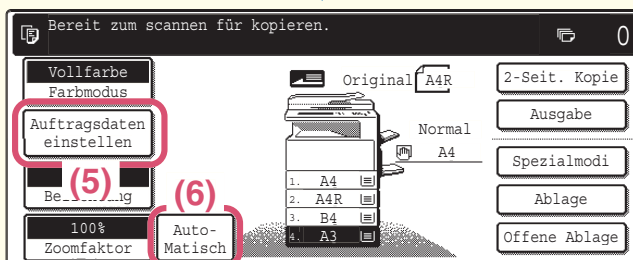 Bereit zum scannen für kopieren.
0
Vollfarbe
Farbmodus
Auftragsdaten
einstellen
(5)
(6)
100%
Zoomfaktor
Auto-
Matisch
Original
A4R
Normal
A4
1. A4
2. A4R
3. B4
4. A3
2-Seit. Kopie
Ausgabe
Spezialmodi
Ablage
Offene Ablage